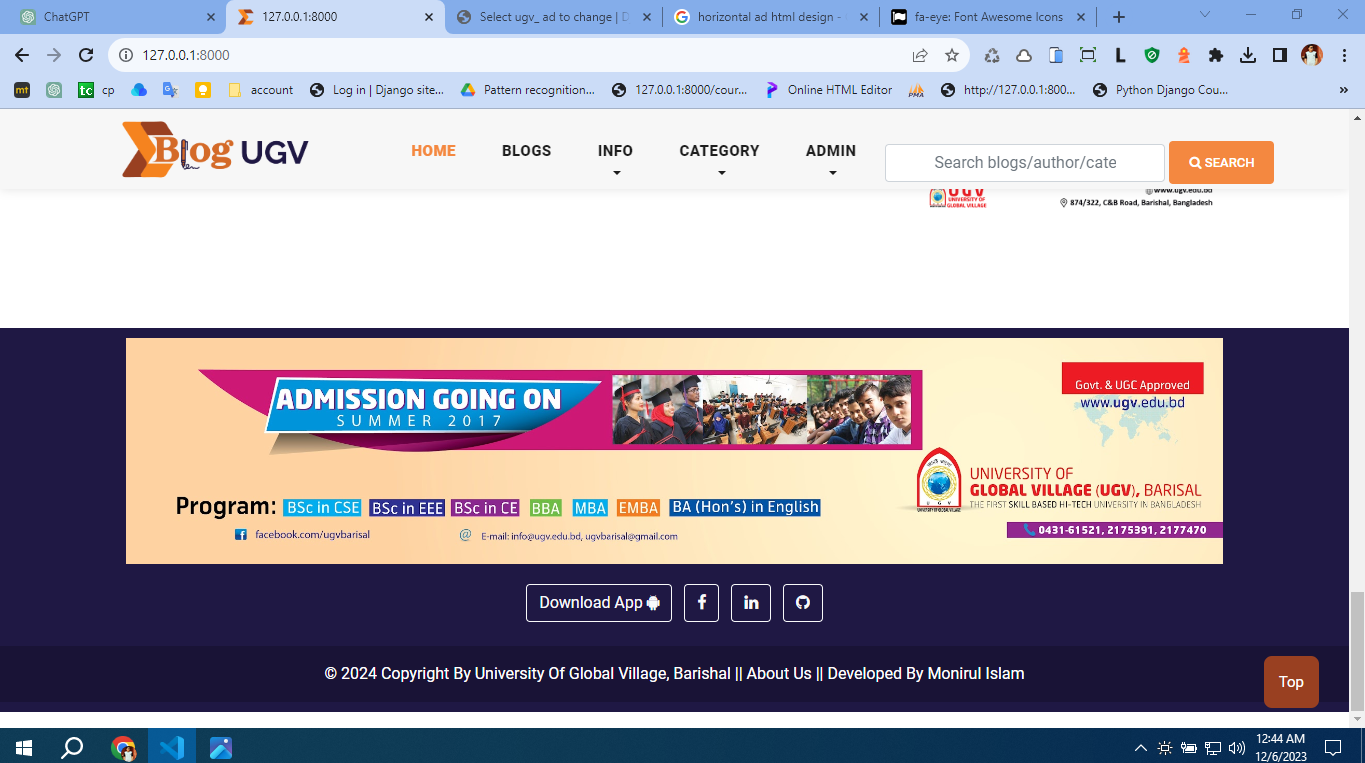 ChatGPT
127.0.0.1:8000
Select ugv_ ad to change | D
horizontal ad html design -
fa-eye: Font Awesome Icons
127.0.0.1:8000
mt
tc cp
account
Log in | Django site...
Pattern recognition...
127.0.0.1:8000/cour...
Online HTML Editor
PMA
http://127.0.0.1:800...
Python Django Cou...
»
Blog UGV
HOME
BLOGS
INFO
CATEGORY
ADMIN
Search blogs/author/cate
SEARCH
UGV
UNIVERSITY OF
GLOBAL VILLAGE
www.ugv.edu.bd
874/322, C&B Road, Barishal, Bangladesh
ADMISSION GOING ON
SUMMER 2017
Govt. & UGC Approved
www.ugv.edu.bd
UNIVERSITY OF
GLOBAL VILLAGE (UGV), BARISAL
THE FIRST SKILL BASED HI-TECH UNIVERSITY IN BANGLADESH
0431-61521, 2175391, 2177470
Program: BSc in CSE BSc in EEE BSc in CE BBA MBA EMBA BA (Hon's) in English
facebook.com/ugvbarisal
@ E-mail: info@ugv.edu.bd, ugvbarisal@gmail.com
Download App
© 2024 Copyright By University Of Global Village, Barishal || About Us || Developed By Monirul Islam
Top
12:44 AM
12/6/2023